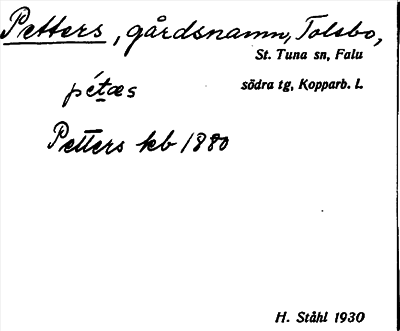 Petters, gårdsnamn, Tolsbo,
St. Tuna sn, Falu
södra tg, Kopparb. l.
pétæs
Petters kb 1880
H. Ståhl 1930